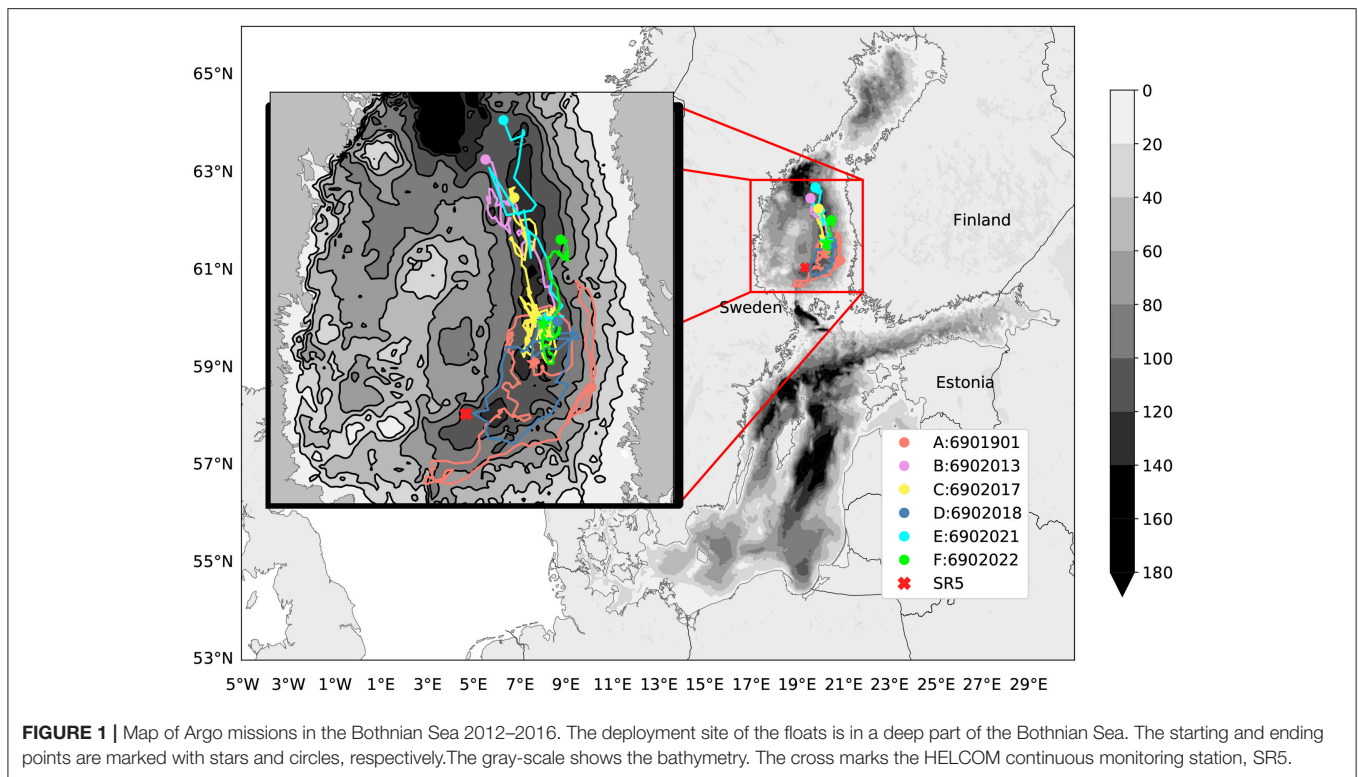 65°N
63°N
61°N
59°N
57°N
55°N
53°N
5°W 3°W 1°E 3°E 5°E 7°E 9°E 11°E 13°E 15°E 17°E 19°E 21°E 23°E 25°E 27°E 29°E
Finland
Sweden
Estonia
A:6901901
B:6902013
C:6902017
D:6902018
E:6902021
F:6902022
SR5
0
20
40
60
80
100
120
140
160
180
FIGURE 1 | Map of Argo missions in the Bothnian Sea 2012–2016. The deployment site of the floats is in a deep part of the Bothnian Sea. The starting and ending
points are marked with stars and circles, respectively.The gray-scale shows the bathymetry. The cross marks the HELCOM continuous monitoring station, SR5.